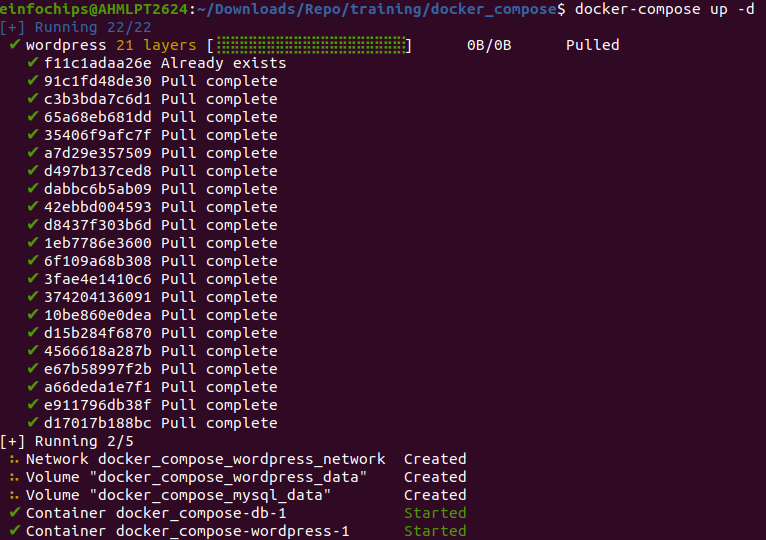 einfochips@AHMLPT2624:~/Downloads/Repo/training/docker_compose$ docker-compose up -d
[+] Running 22/22
✔ wordpress 21 layers [⣿⣿⣿⣿⣿⣿⣿⣿⣿⣿⣿⣿⣿⣿⣿⣿⣿⣿⣿⣿⣿] 0B/0B Pulled
✔ f11c1adaa26e Already exists
✔ 91c1fd48de30 Pull complete
✔ c3b3bda7c6d1 Pull complete
✔ 65a68eb681dd Pull complete
✔ 35406f9afc7f Pull complete
✔ a7d29e357509 Pull complete
✔ d497b137ced8 Pull complete
✔ dabbc6b5ab09 Pull complete
✔ 42ebbd004593 Pull complete
✔ d8437f303b6d Pull complete
✔ 1eb7786e3600 Pull complete
✔ 6f109a68b308 Pull complete
✔ 3fae4e1410c6 Pull complete
✔ 374204136091 Pull complete
✔ 10be860e0dea Pull complete
✔ d15b284f6870 Pull complete
✔ 4566618a287b Pull complete
✔ e67b58997f2b Pull complete
✔ a66deda1e7f1 Pull complete
✔ e911796db38f Pull complete
✔ d17017b188bc Pull complete
[+] Running 2/5
⠦ Network docker_compose_wordpress_network Created
⠦ Volume "docker_compose_wordpress_data" Created
⠦ Volume "docker_compose_mysql_data" Created
✔ Container docker_compose-db-1 Started
✔ Container docker_compose-wordpress-1 Started